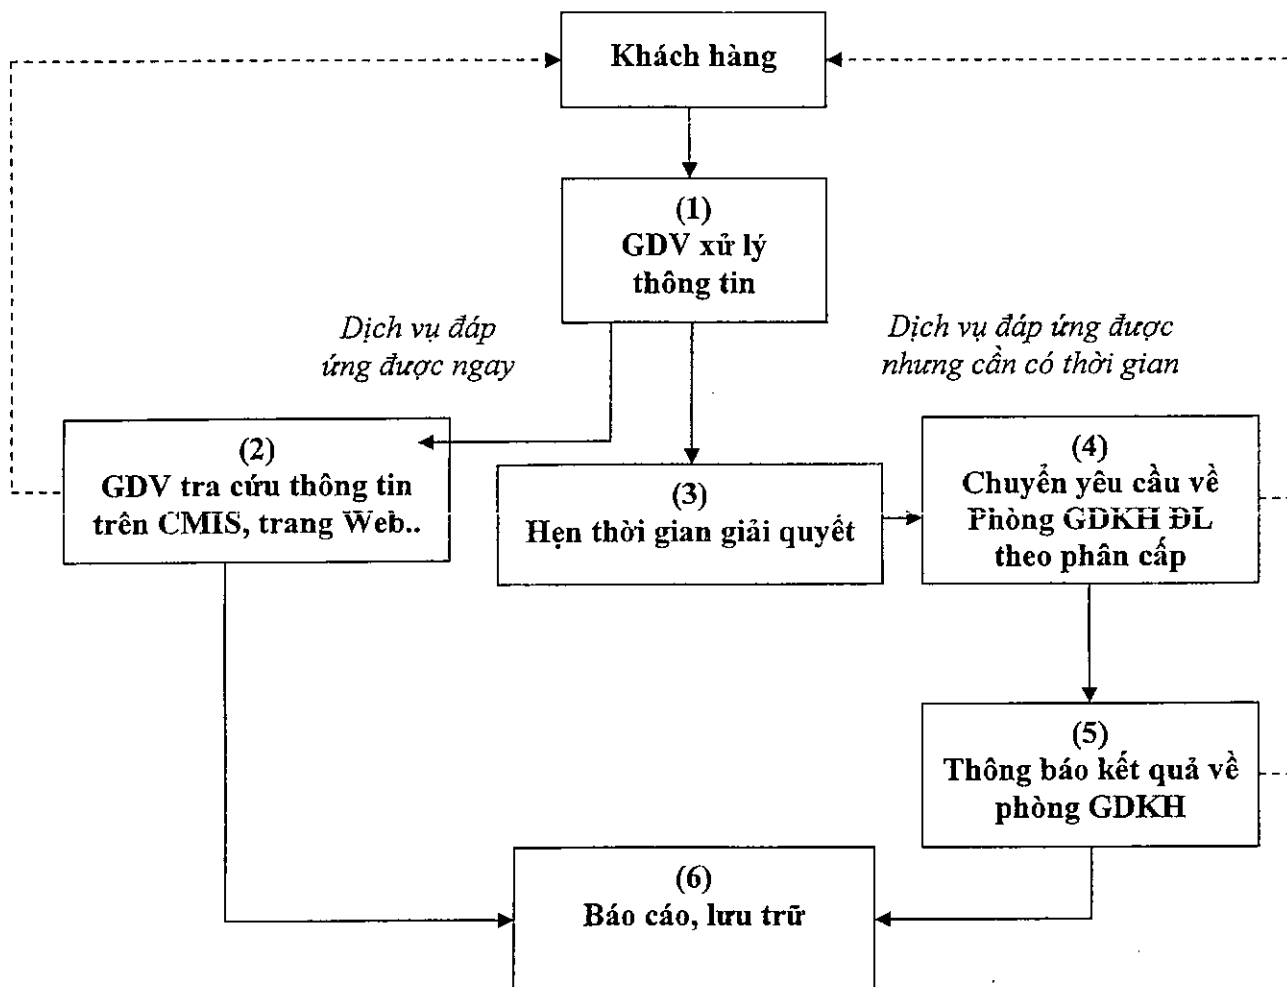 Khách hàng
(1)
GDV xử lý
thông tin
Dịch vụ đáp
ứng được ngay
Dịch vụ đáp ứng được
nhưng cần có thời gian
(2)
GDV tra cứu thông tin
trên CMIS, trang Web..
(3)
Hẹn thời gian giải quyết
(4)
Chuyển yêu cầu về
Phòng GDKH ĐL
theo phân cấp
(5)
Thông báo kết quả về
phòng GDKH
(6)
Báo cáo, lưu trữ